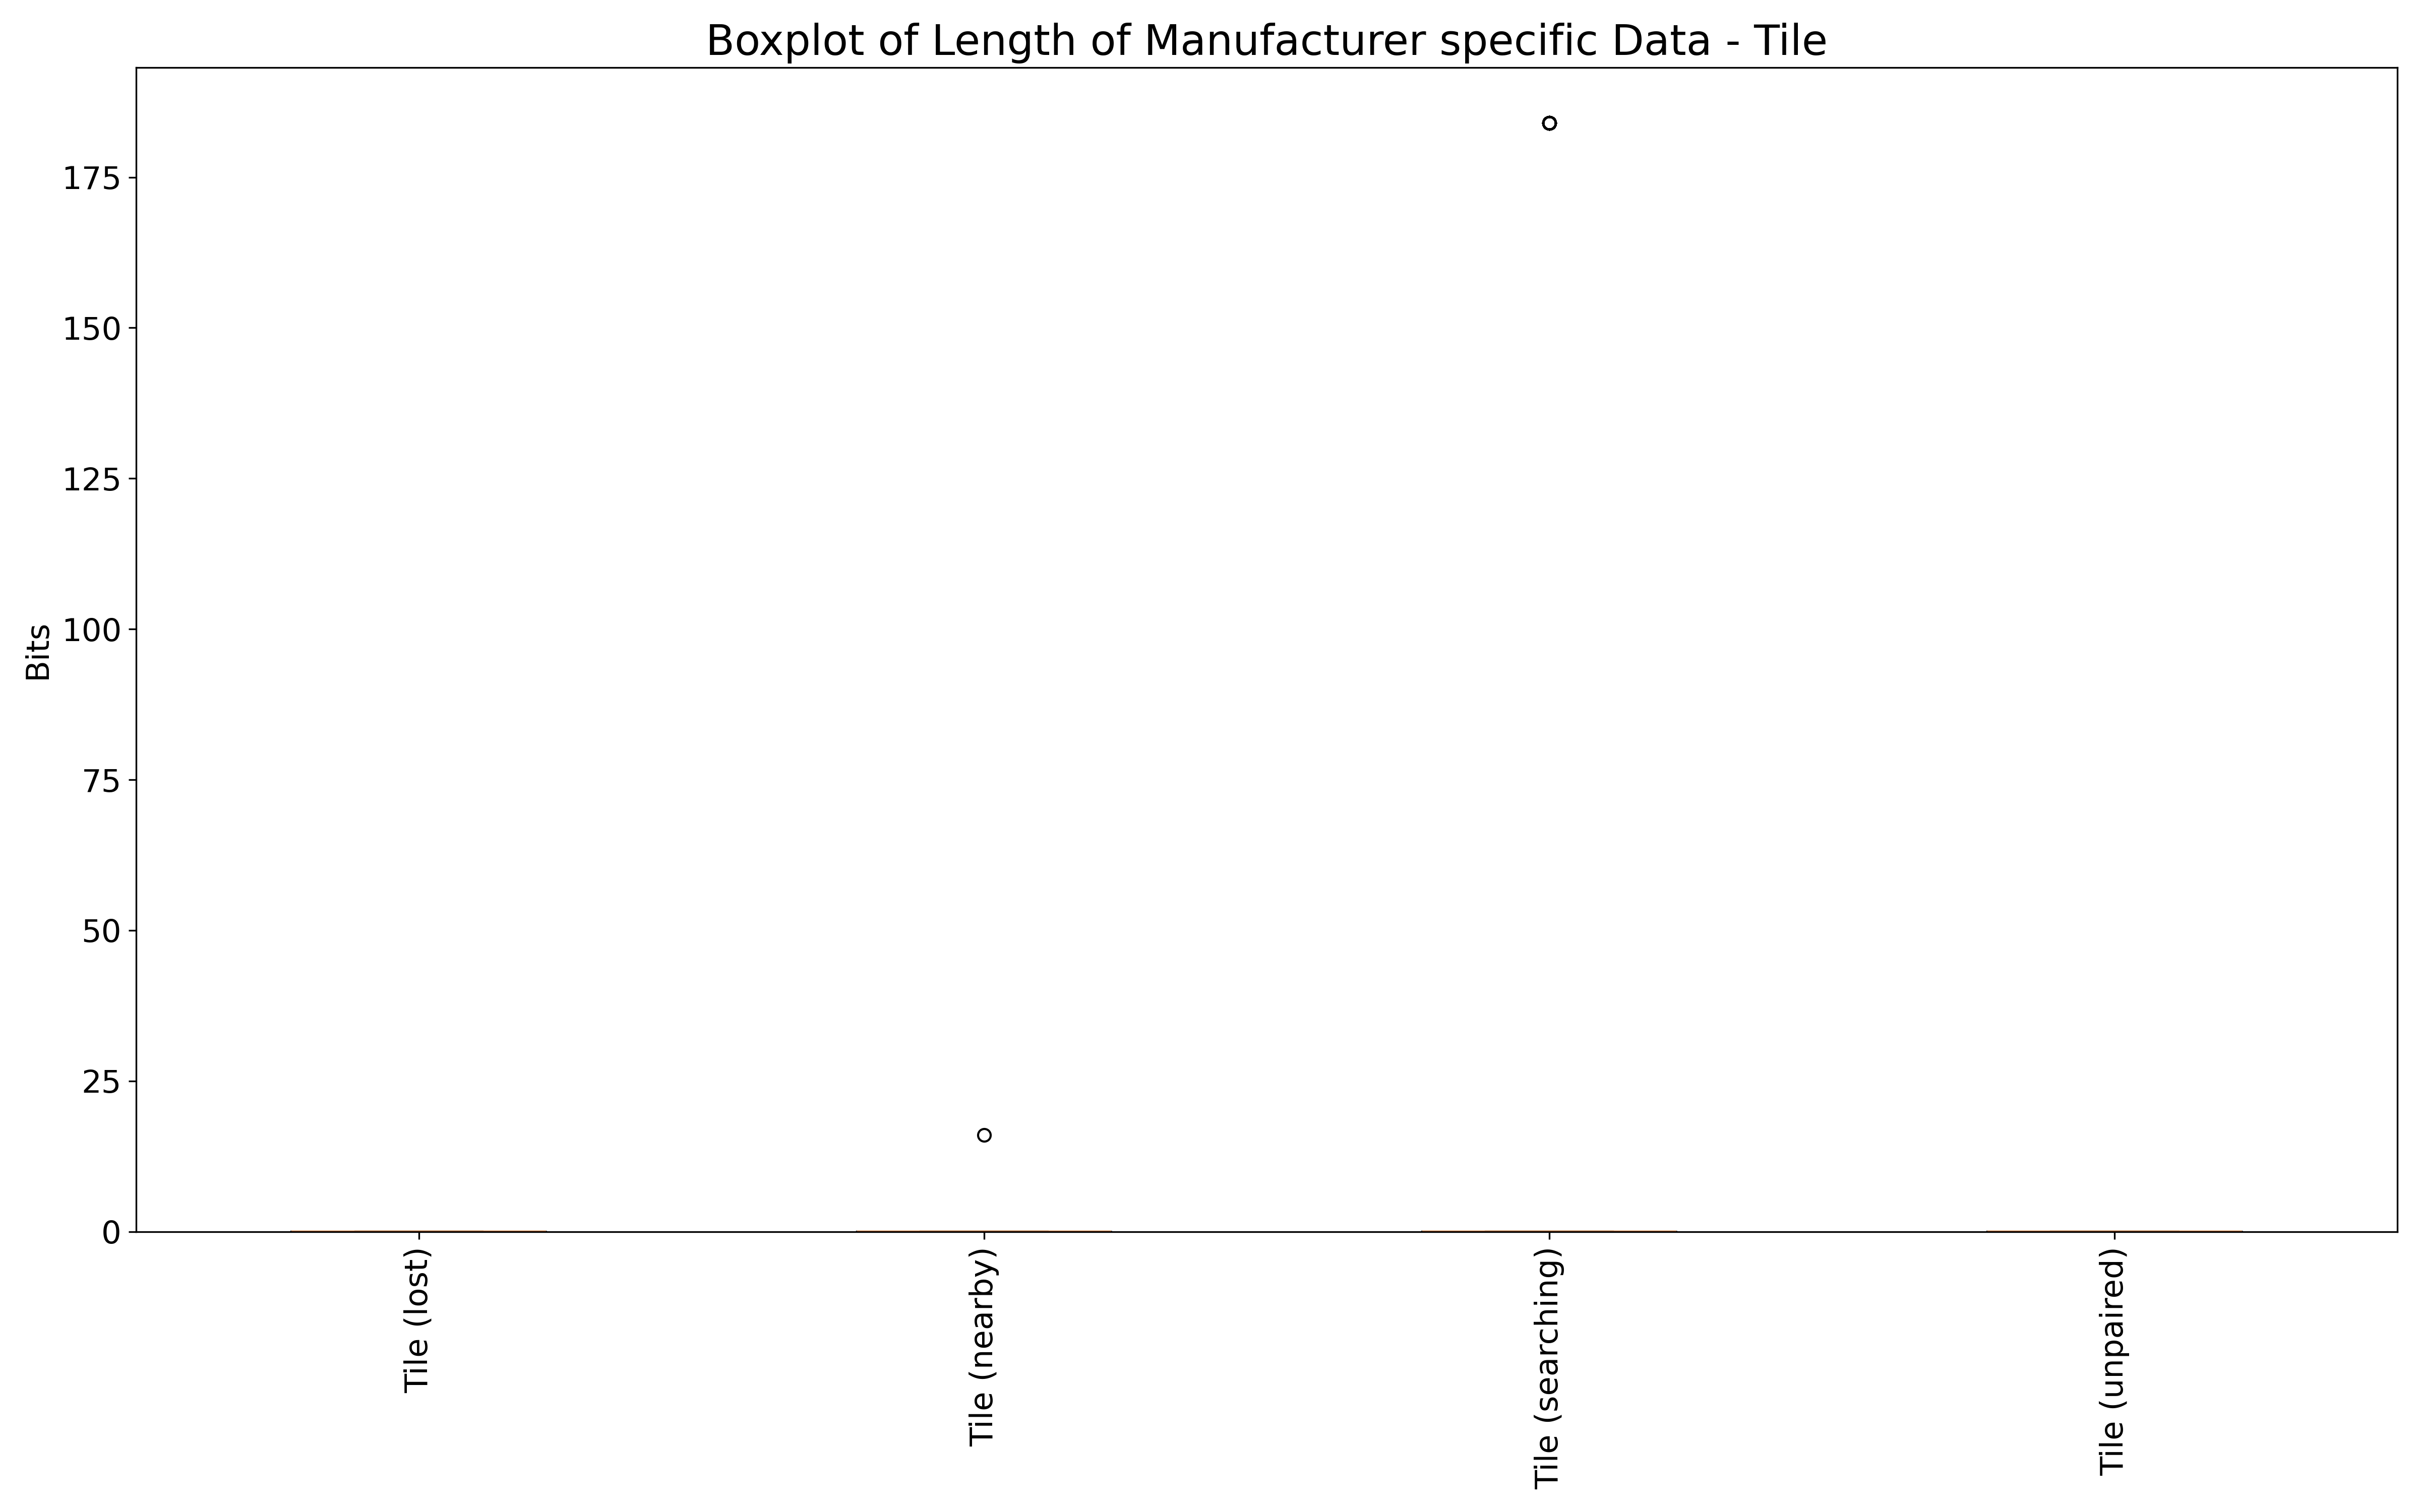 Boxplot of Length of Manufacturer specific Data - Tile
Bits
175
150
125
100
75
50
25
0
Tile (lost)
Tile (nearby)
Tile (searching)
Tile (unpaired)